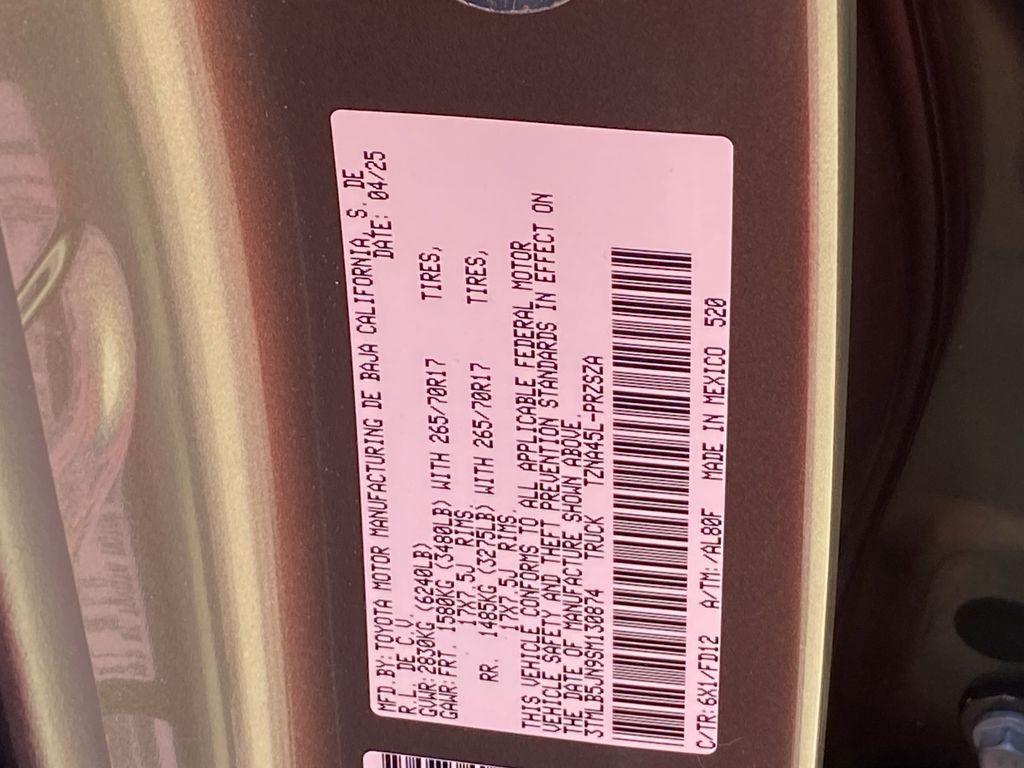 MFD BY: TOYOTA MOTOR MANUFACTURING DE BAJA CALIFORNIA, S. DE
R. L. DE C.V. DATE: 04/25
GVWR: 2830KG (6240LB)
GAWR: FRT. 1580KG (3480LB) WITH 265/70R17 TIRES,
17X7.5J RIMS.
RR. 1485KG (3275LB) WITH 265/70R17 TIRES,
17X7.5J RIMS.
THIS VEHICLE CONFORMS TO ALL APPLICABLE FEDERAL MOTOR
VEHICLE SAFETY AND THEFT PREVENTION STANDARDS IN EFFECT ON
THE DATE OF MANUFACTURE SHOWN ABOVE.
3TMLB5JN9SM130874 TRUCK TZNA45L-PRZSZA
C/TR: 6X1/FD12 A/TM: /AL80F MADE IN MEXICO 520